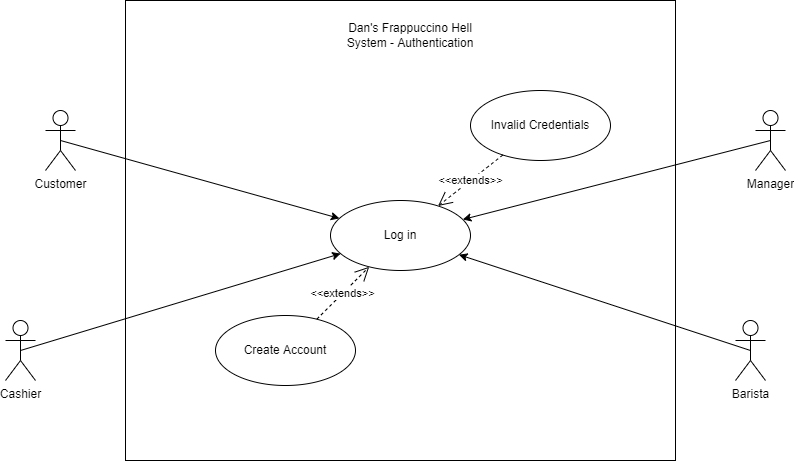 Dan's Frappuccino Hell
System - Authentication
Invalid Credentials
Customer
<<extends>>
Manager
Log in
<<extends>>
Create Account
Cashier
Barista